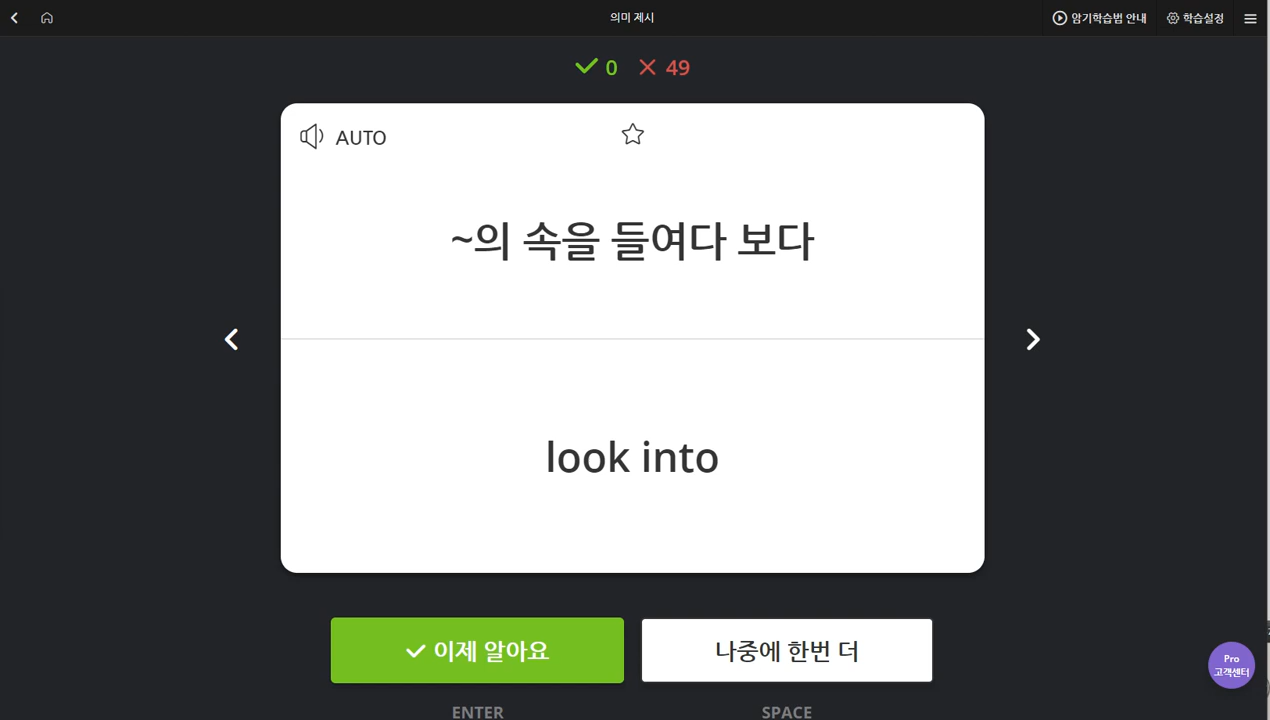 의미 제시
암기학습법 안내
학습설정
0
49
AUTO
~의 속을 들여다 보다
look into
이제 알아요
나중에 한번 더
Pro
고객센터
ENTER
SPACE